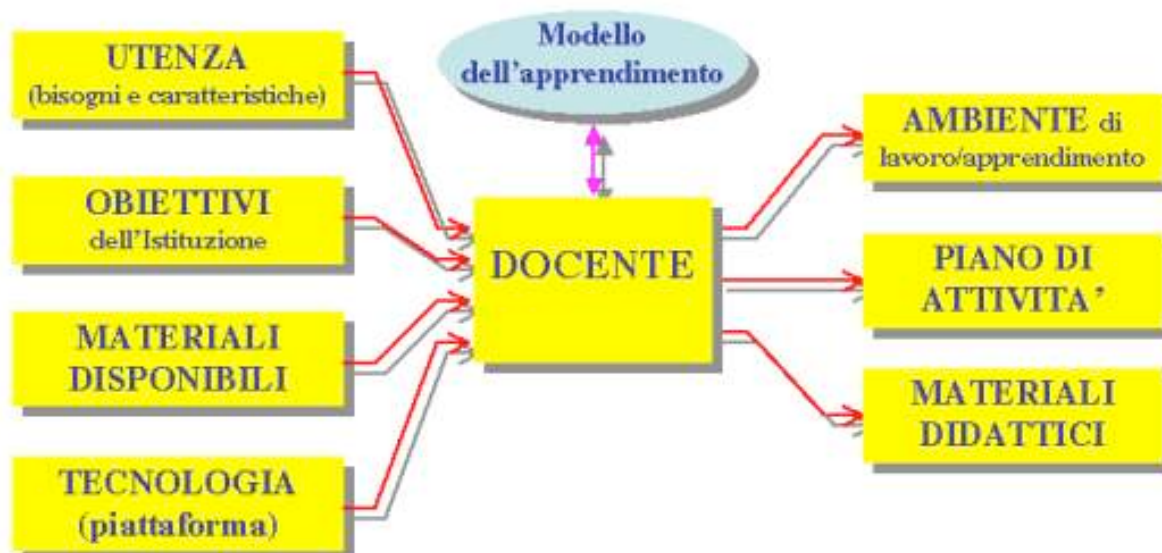 UTENZA
(bisogni e caratteristiche)
OBIETTIVI
dell'Istituzione
MATERIALI
DISPONIBILI
TECNOLOGIA
(piattaforma)
Modello
dell'apprendimento
DOCENTE
AMBIENTE di
lavoro/apprendimento
PIANO DI
ATTIVITA'
MATERIALI
DIDATTICI